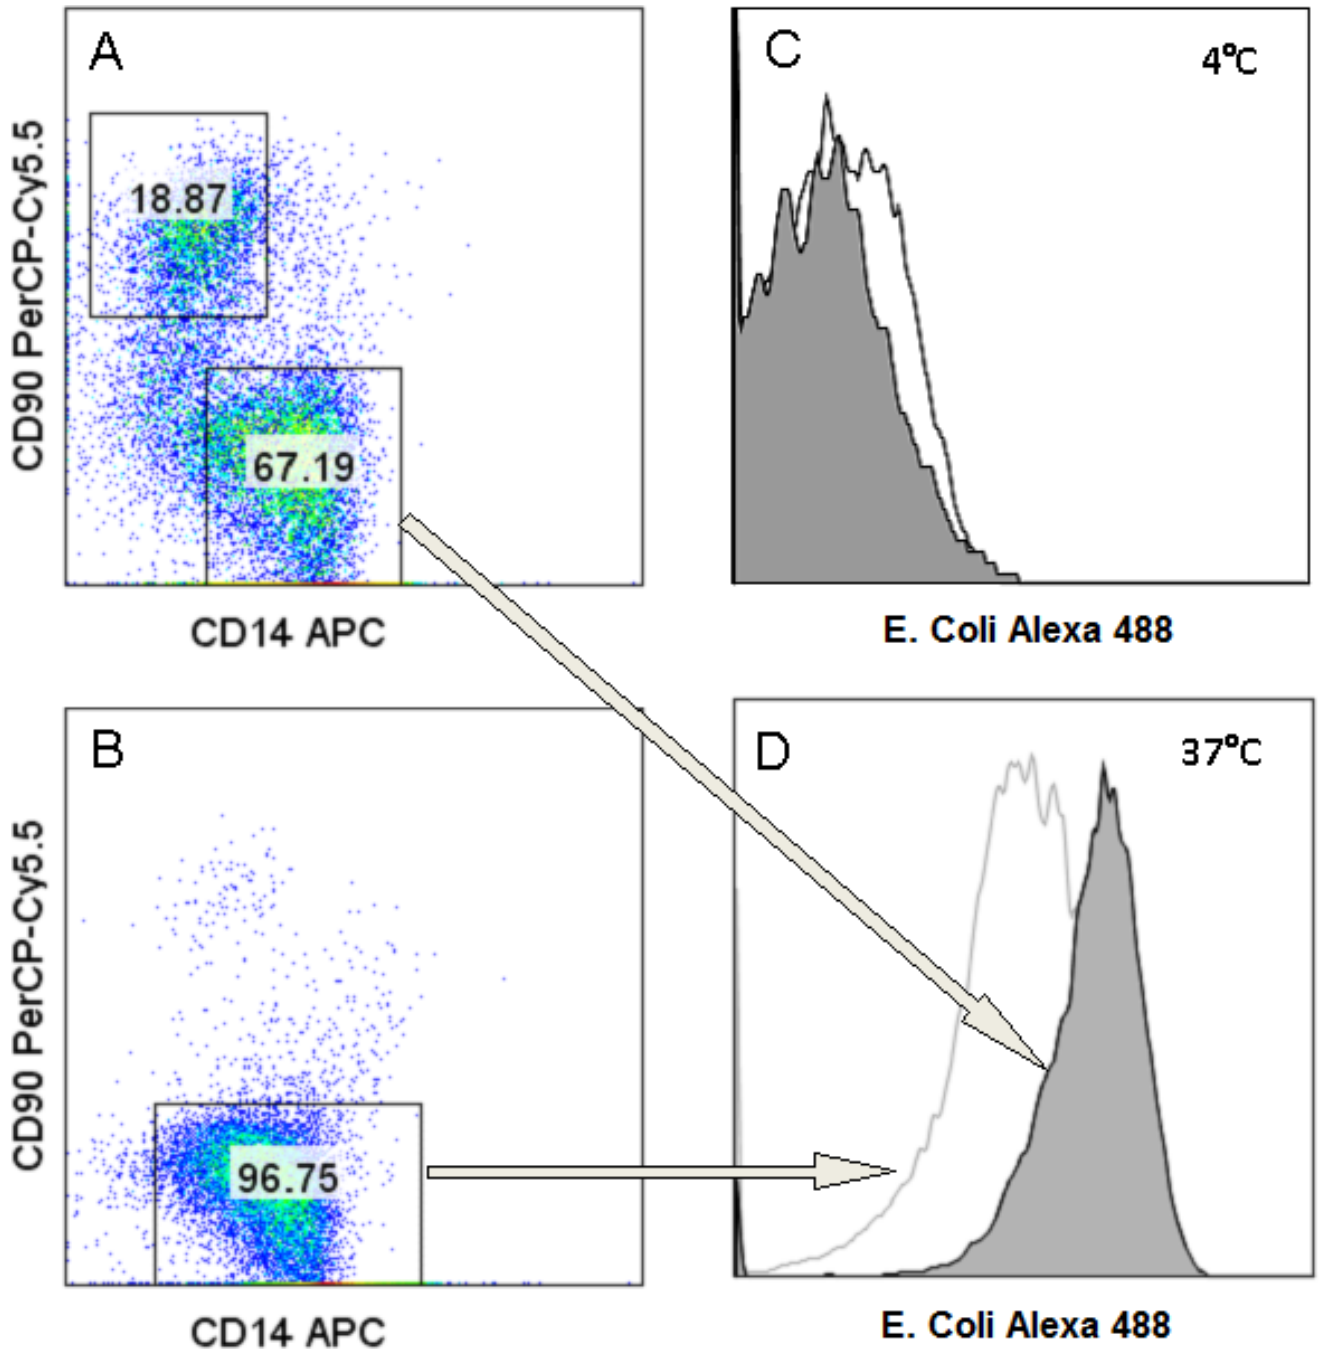 A
CD90 PerCP-Cy5.5
18.87
67.19
CD14 APC
C
4°C
E. Coli Alexa 488
B
CD90 PerCP-Cy5.5
96.75
CD14 APC
D
37°C
E. Coli Alexa 488